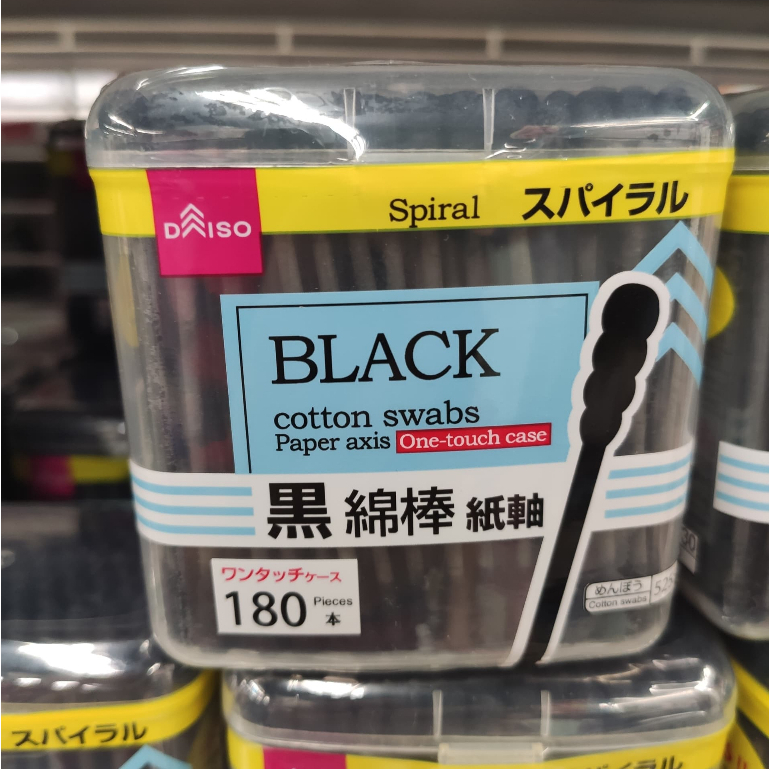 DAISO
Spiral スパイラル
BLACK
cotton swabs
Paper axis One-touch case
黒 綿棒 紙軸
ワンタッチケース
180 Pieces 本
めんぼう
Cotton swabs
スパイラル